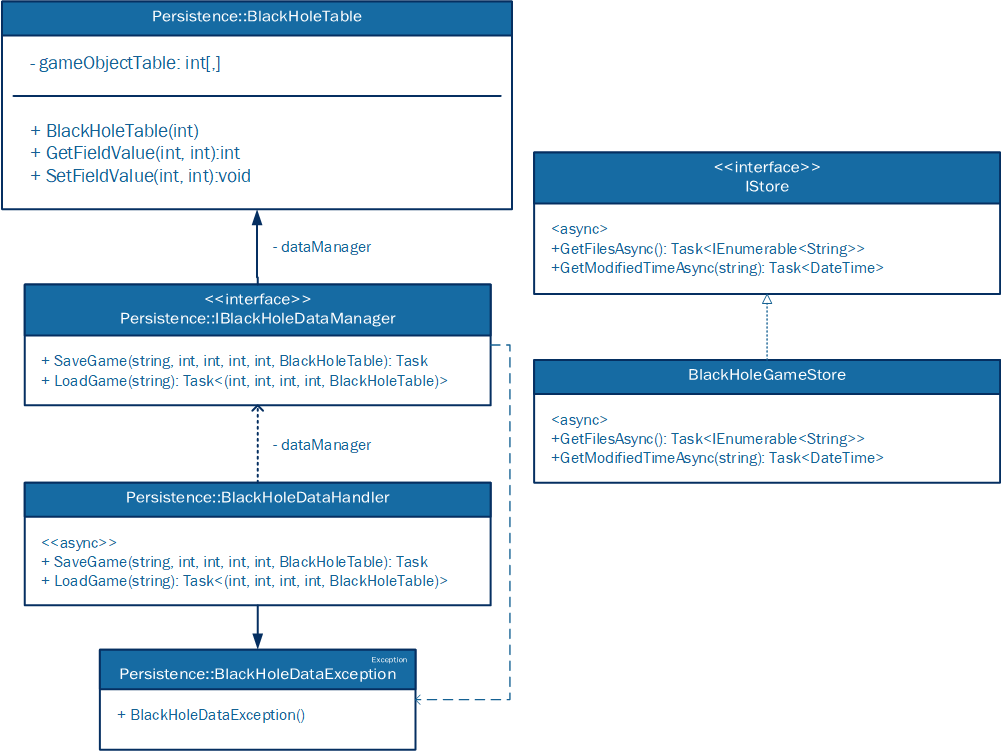 Persistence::BlackHoleTable
- gameObjectTable: int[,]
+ BlackHoleTable(int)
+ GetFieldValue(int, int):int
+ SetFieldValue(int, int):void
- dataManager
<<interface>>
Persistence::IBlackHoleDataManager
+ SaveGame(string, int, int, int, int, BlackHoleTable): Task
+ LoadGame(string): Task<(int, int, int, int, BlackHoleTable)>
- dataManager
Persistence::BlackHoleDataHandler
<<async>>
+ SaveGame(string, int, int, int, int, BlackHoleTable): Task
+ LoadGame(string): Task<(int, int, int, int, BlackHoleTable)>
Exception
Persistence::BlackHoleDataException
+ BlackHoleDataException()
<<interface>>
IStore
<async>
+GetFilesAsync(): Task<IEnumerable<String>>
+GetModifiedTimeAsync(string): Task<DateTime>
BlackHoleGameStore
<async>
+GetFilesAsync(): Task<IEnumerable<String>>
+GetModifiedTimeAsync(string): Task<DateTime>